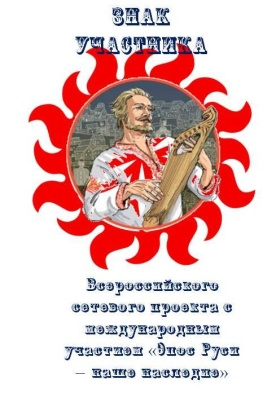 ЗНАК
УЧАСТНИКА
Всероссийского
сетевого проекта с
международным
участием «Эпос Руси
– наше наследие»